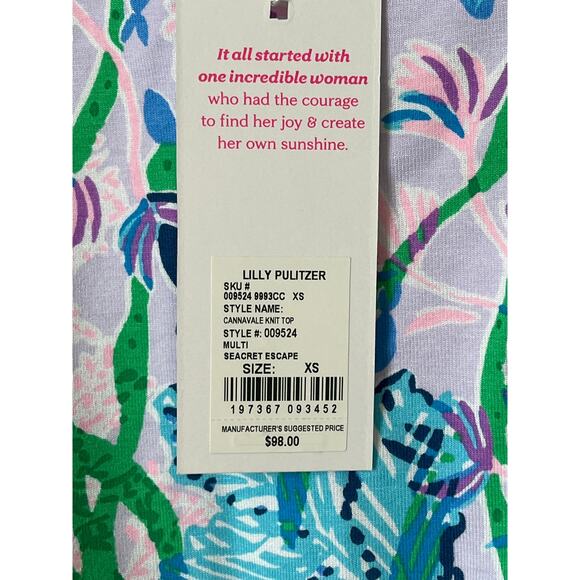 It all started with
one incredible woman
who had the courage
to find her joy & create
her own sunshine.
LILLY PULITZER
SKU #
009524 9993CC XS
STYLE NAME:
CANNAVALE KNIT TOP
STYLE #: 009524
MULTI
SEACRET ESCAPE
SIZE: XS
197367 093452
MANUFACTURER'S SUGGESTED PRICE
$98.00